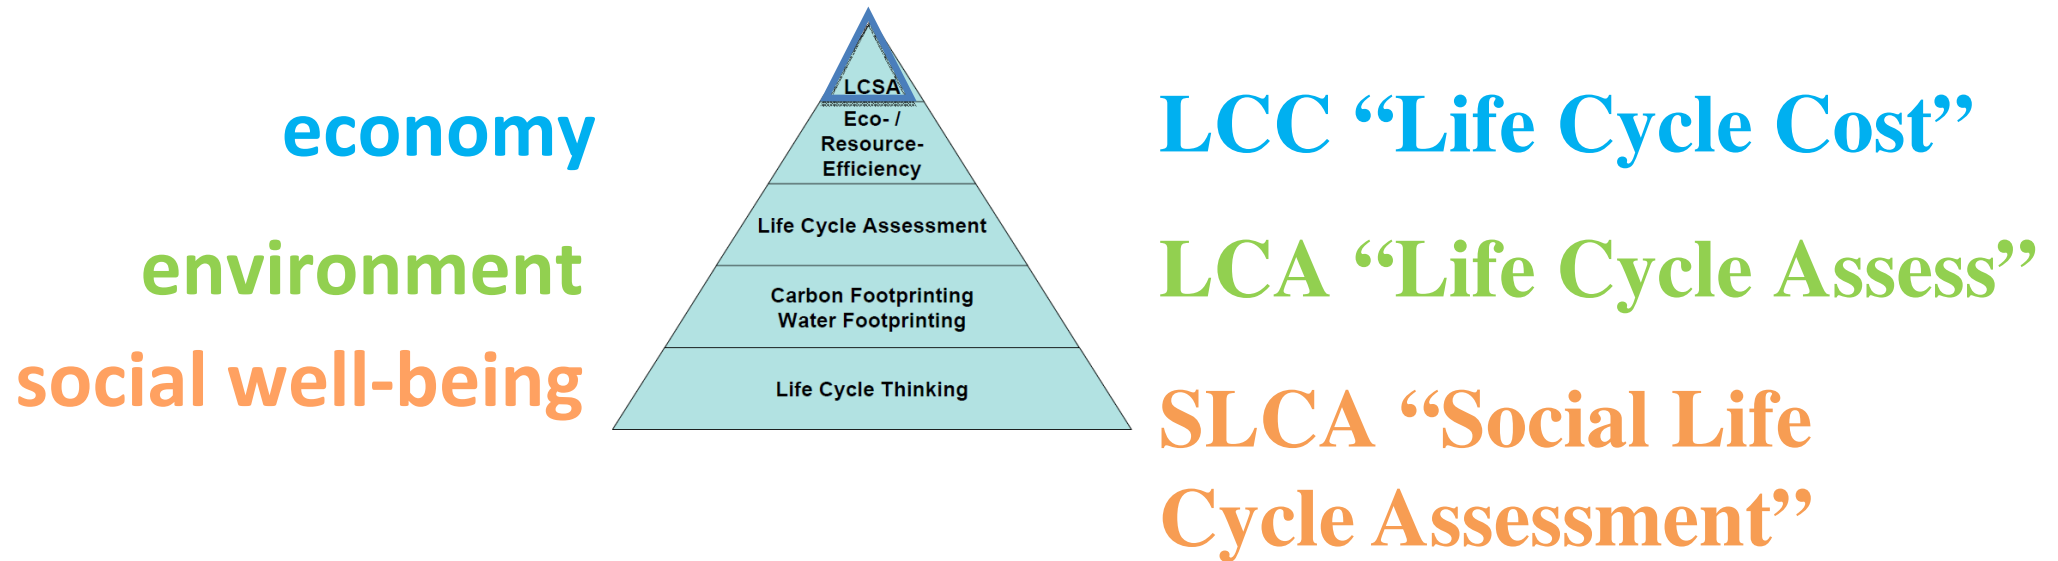 economy
environment
social well-being
LCSA
Eco- /
Resource-
Efficiency
Life Cycle Assessment
Carbon Footprinting
Water Footprinting
Life Cycle Thinking
LCC “Life Cycle Cost”
LCA “Life Cycle Assess”
SLCA “Social Life
Cycle Assessment”